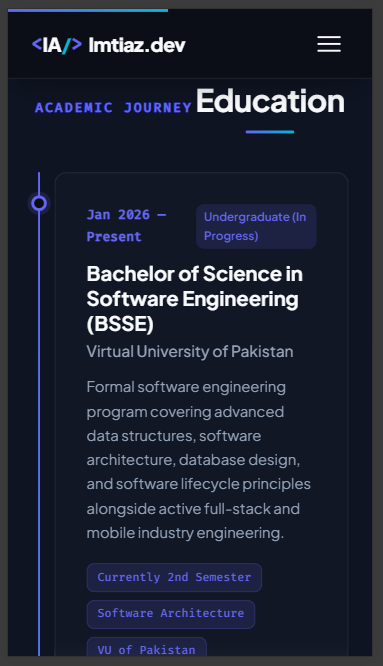 <IA/> Imtiaz.dev
ACADEMIC JOURNEY Education
Jan 2026 –
Present
Undergraduate (In
Progress)
Bachelor of Science in
Software Engineering
(BSSE)
Virtual University of Pakistan
Formal software engineering
program covering advanced
data structures, software
architecture, database design,
and software lifecycle principles
alongside active full-stack and
mobile industry engineering.
Currently 2nd Semester
Software Architecture
VU of Pakistan